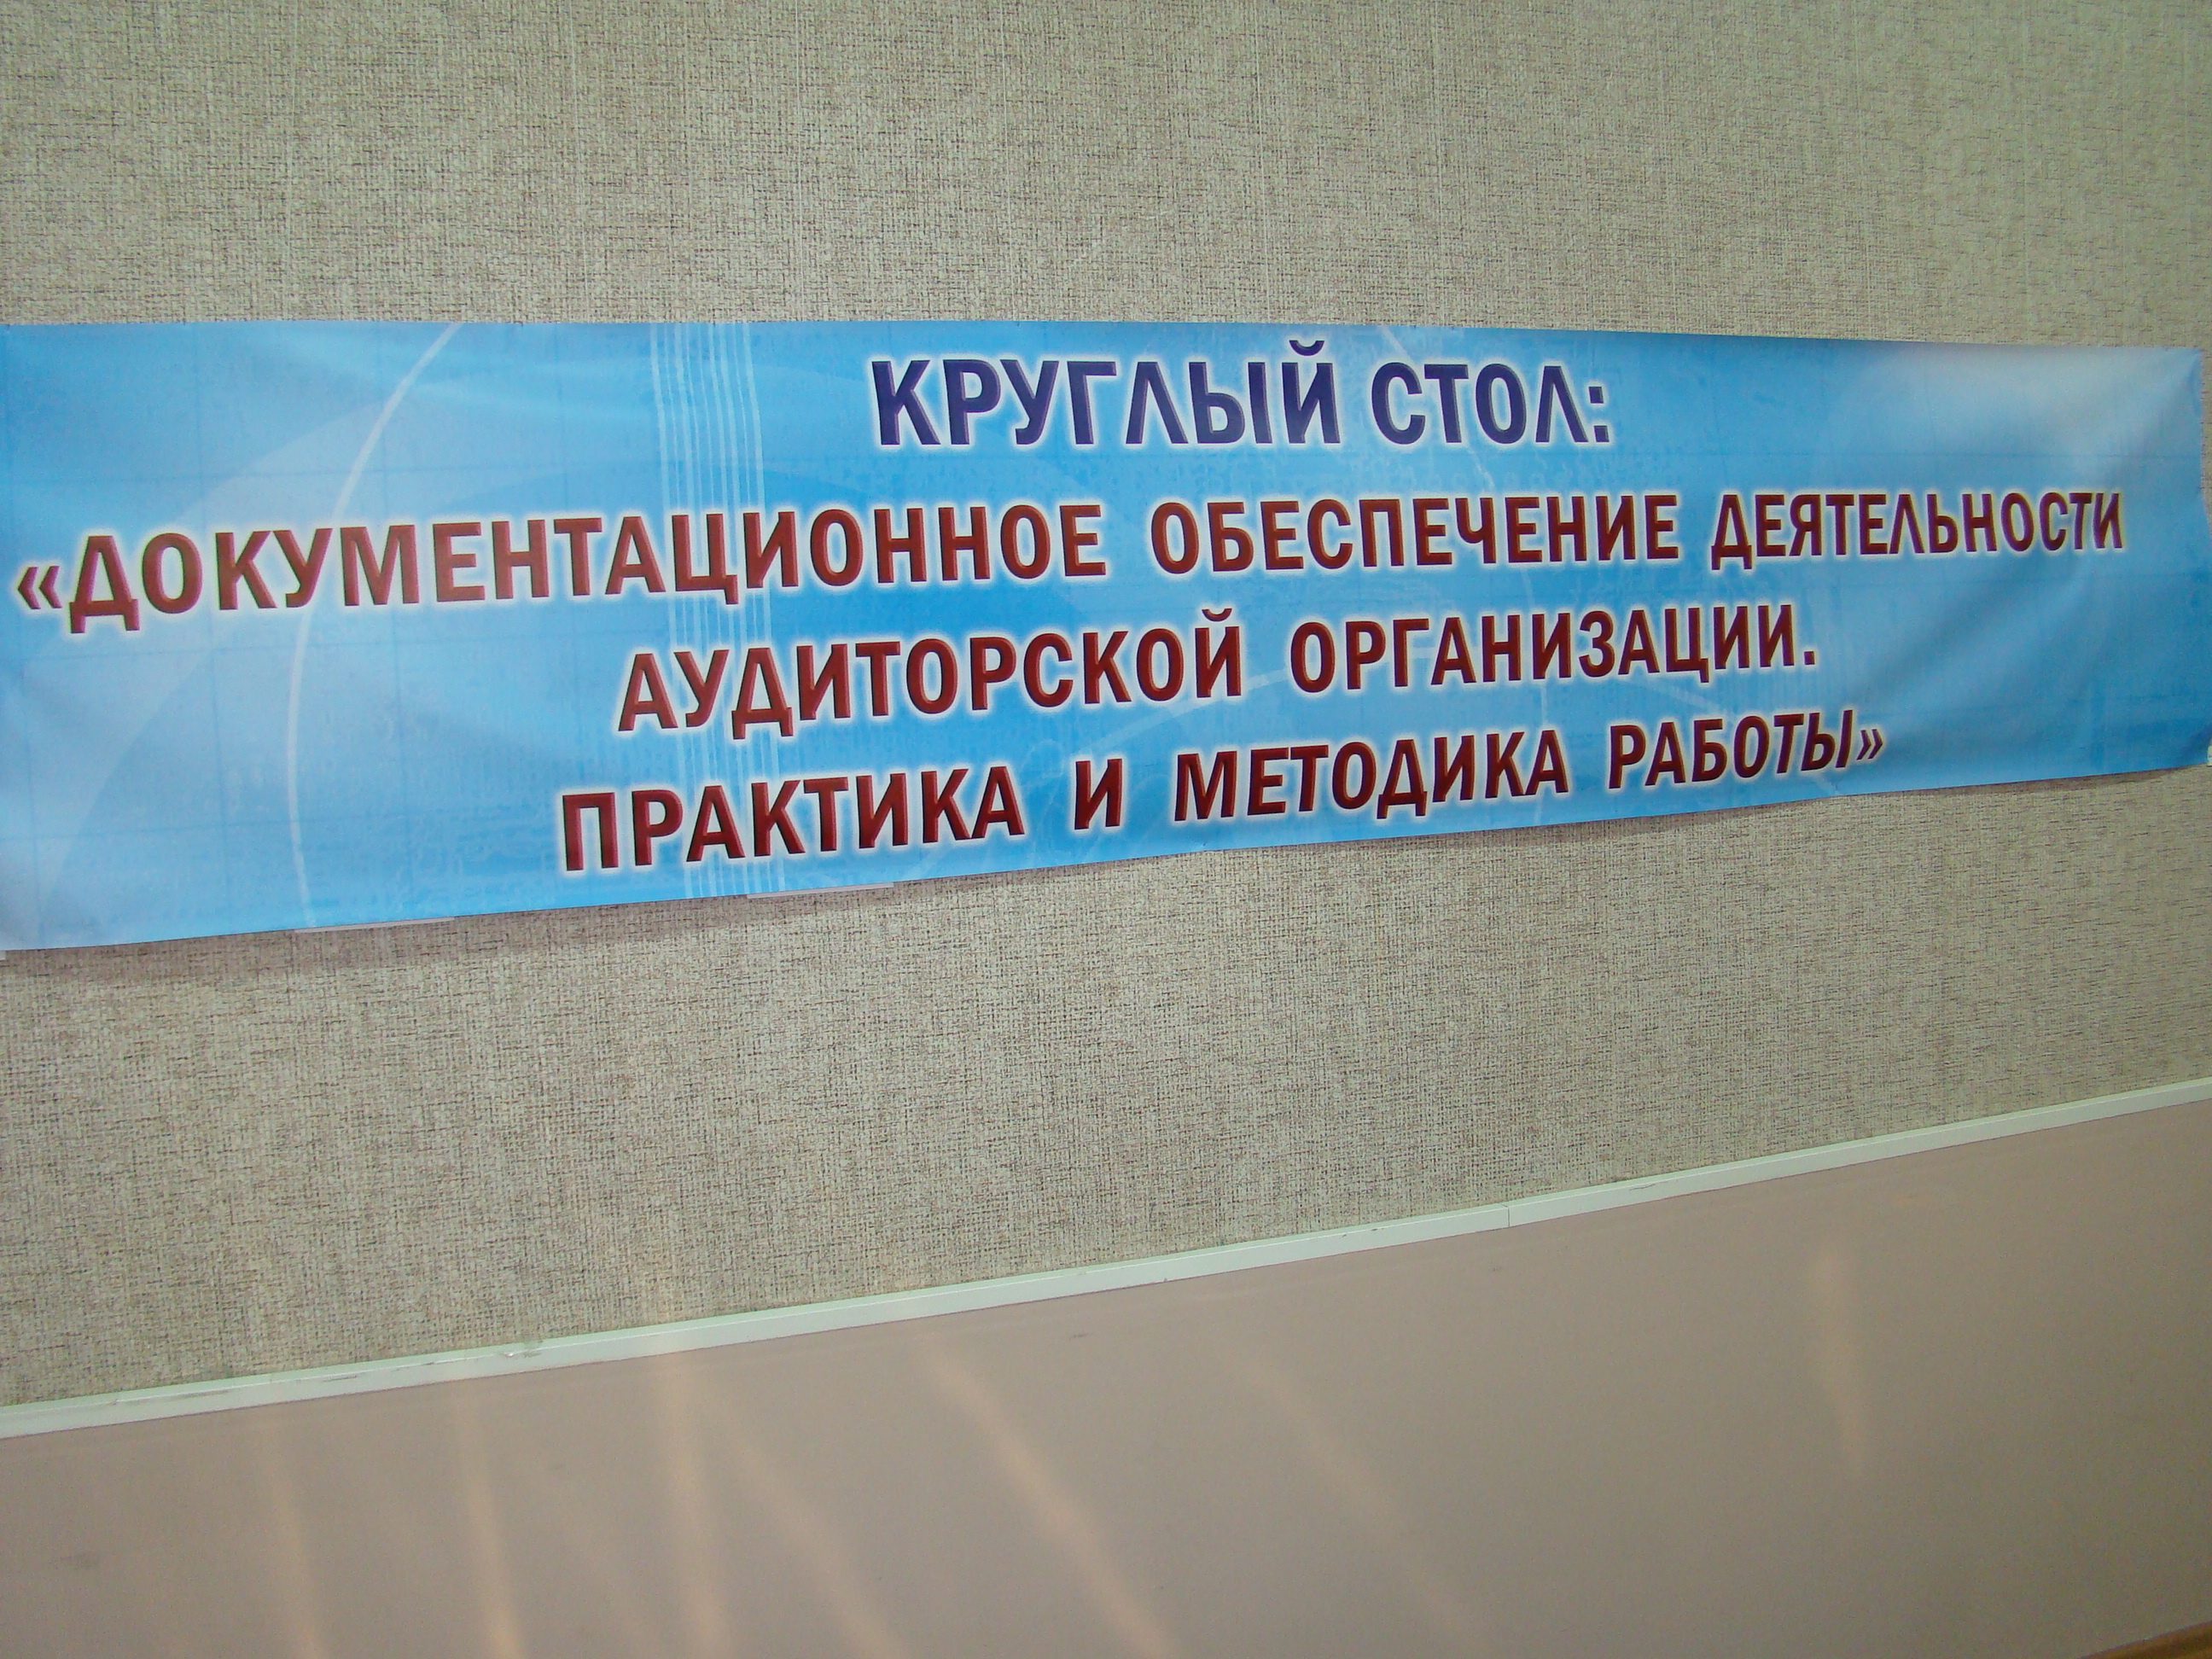 КРУГЛЫЙ СТОЛ:
«ДОКУМЕНТАЦИОННОЕ ОБЕСПЕЧЕНИЕ ДЕЯТЕЛЬНОСТИ
АУДИТОРСКОЙ ОРГАНИЗАЦИИ.
ПРАКТИКА И МЕТОДИКА РАБОТЫ»